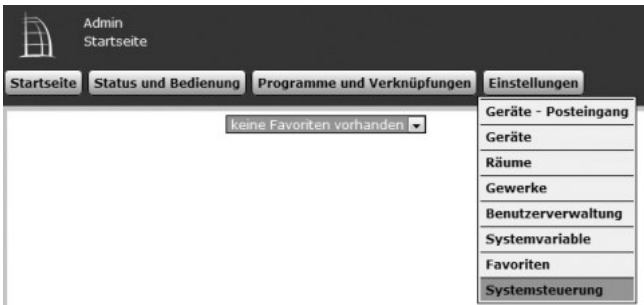 Admin
Startseite
Startseite Status und Bedienung Programme und Verknüpfungen Einstellungen
keine Favoriten vorhanden
Geräte - Posteingang
Geräte
Räume
Gewerke
Benutzerverwaltung
Systemvariable
Favoriten
Systemsteuerung